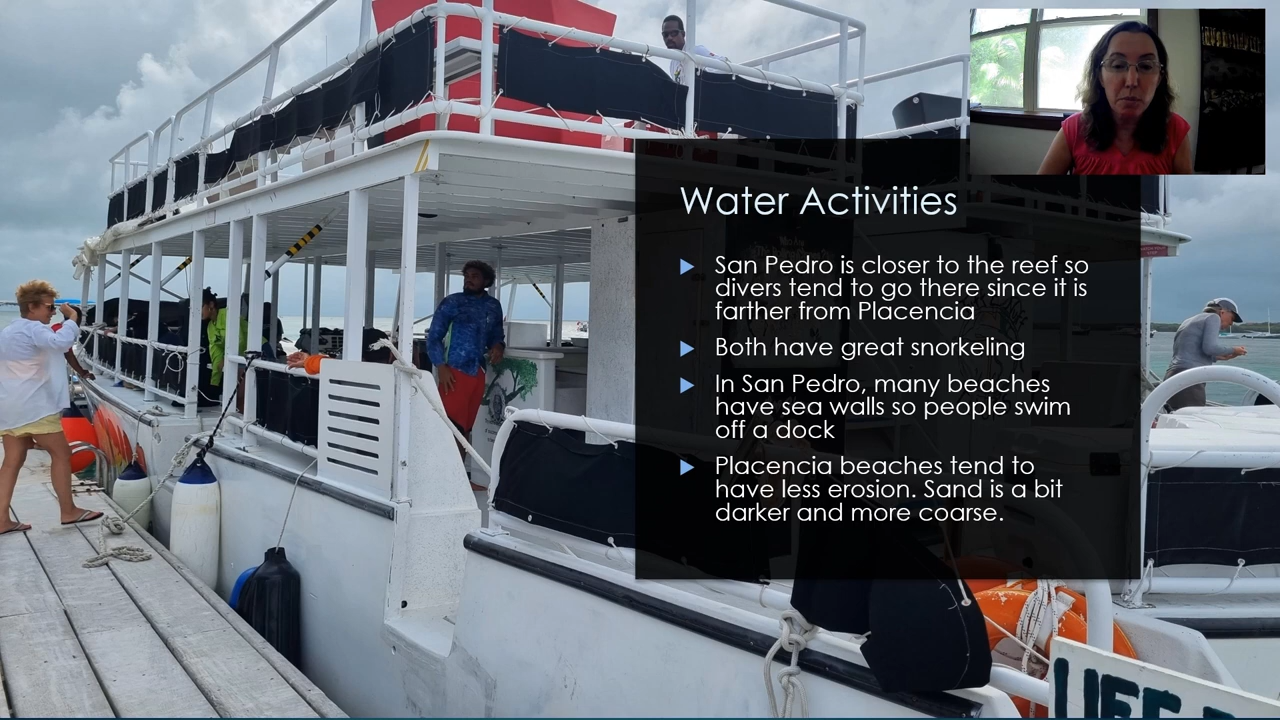 Water Activities
San Pedro is closer to the reef so
divers tend to go there since it is
farther from Placencia
Both have great snorkeling
In San Pedro, many beaches
have sea walls so people swim
off a dock
Placencia beaches tend to
have less erosion. Sand is a bit
darker and more coarse.